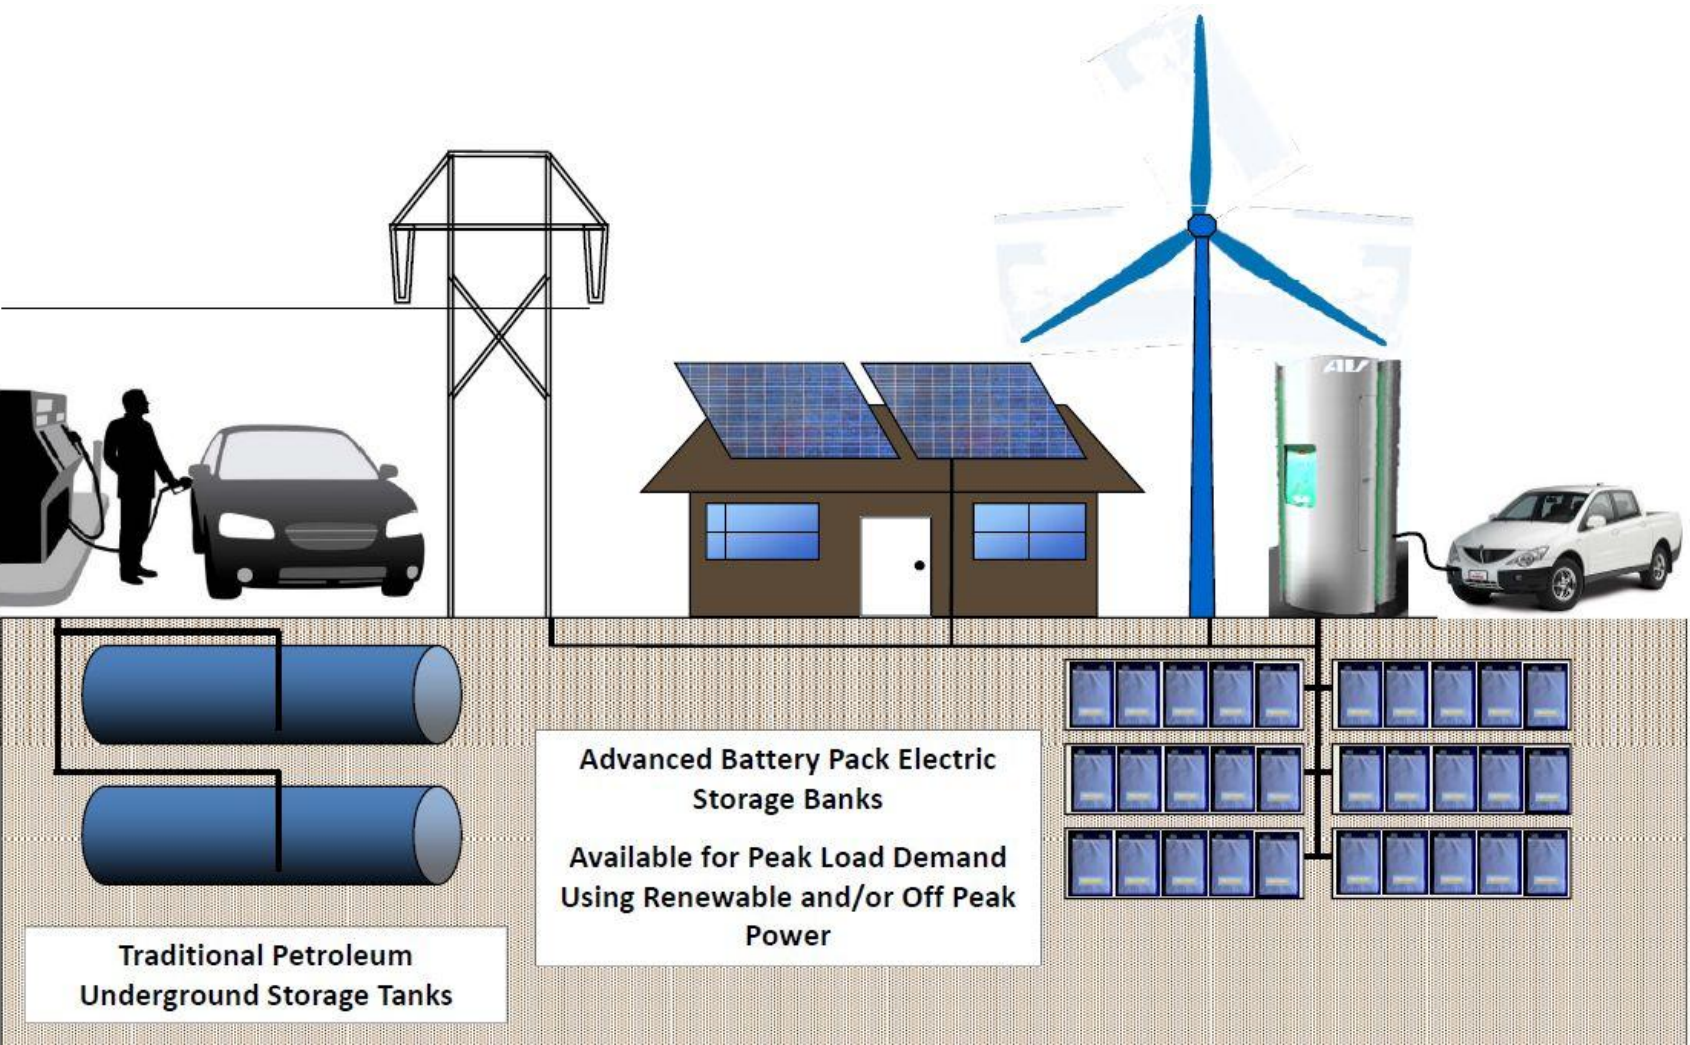 AV
Advanced Battery Pack Electric
Storage Banks
Available for Peak Load Demand
Using Renewable and/or Off Peak
Power
Traditional Petroleum
Underground Storage Tanks